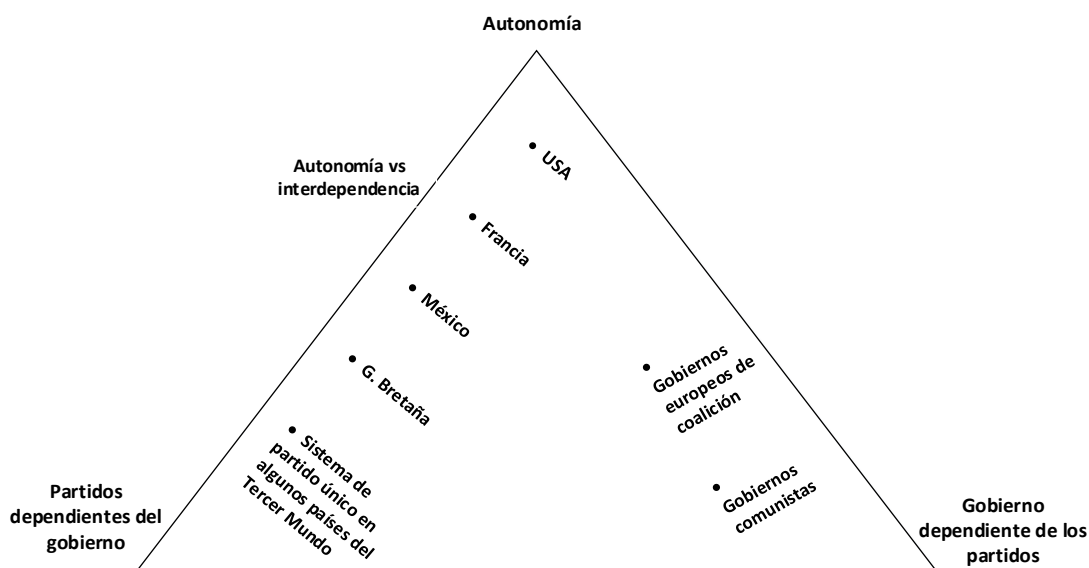 Autonomía
Autonomía vs
interdependencia
USA
Francia
México
G. Bretaña
Sistema de
partido único en
algunos países del
Tercer Mundo
Gobiernos
europeos de
coalición
Gobiernos
comunistas
Partidos
dependientes del
gobierno
Gobierno
dependiente de los
partidos